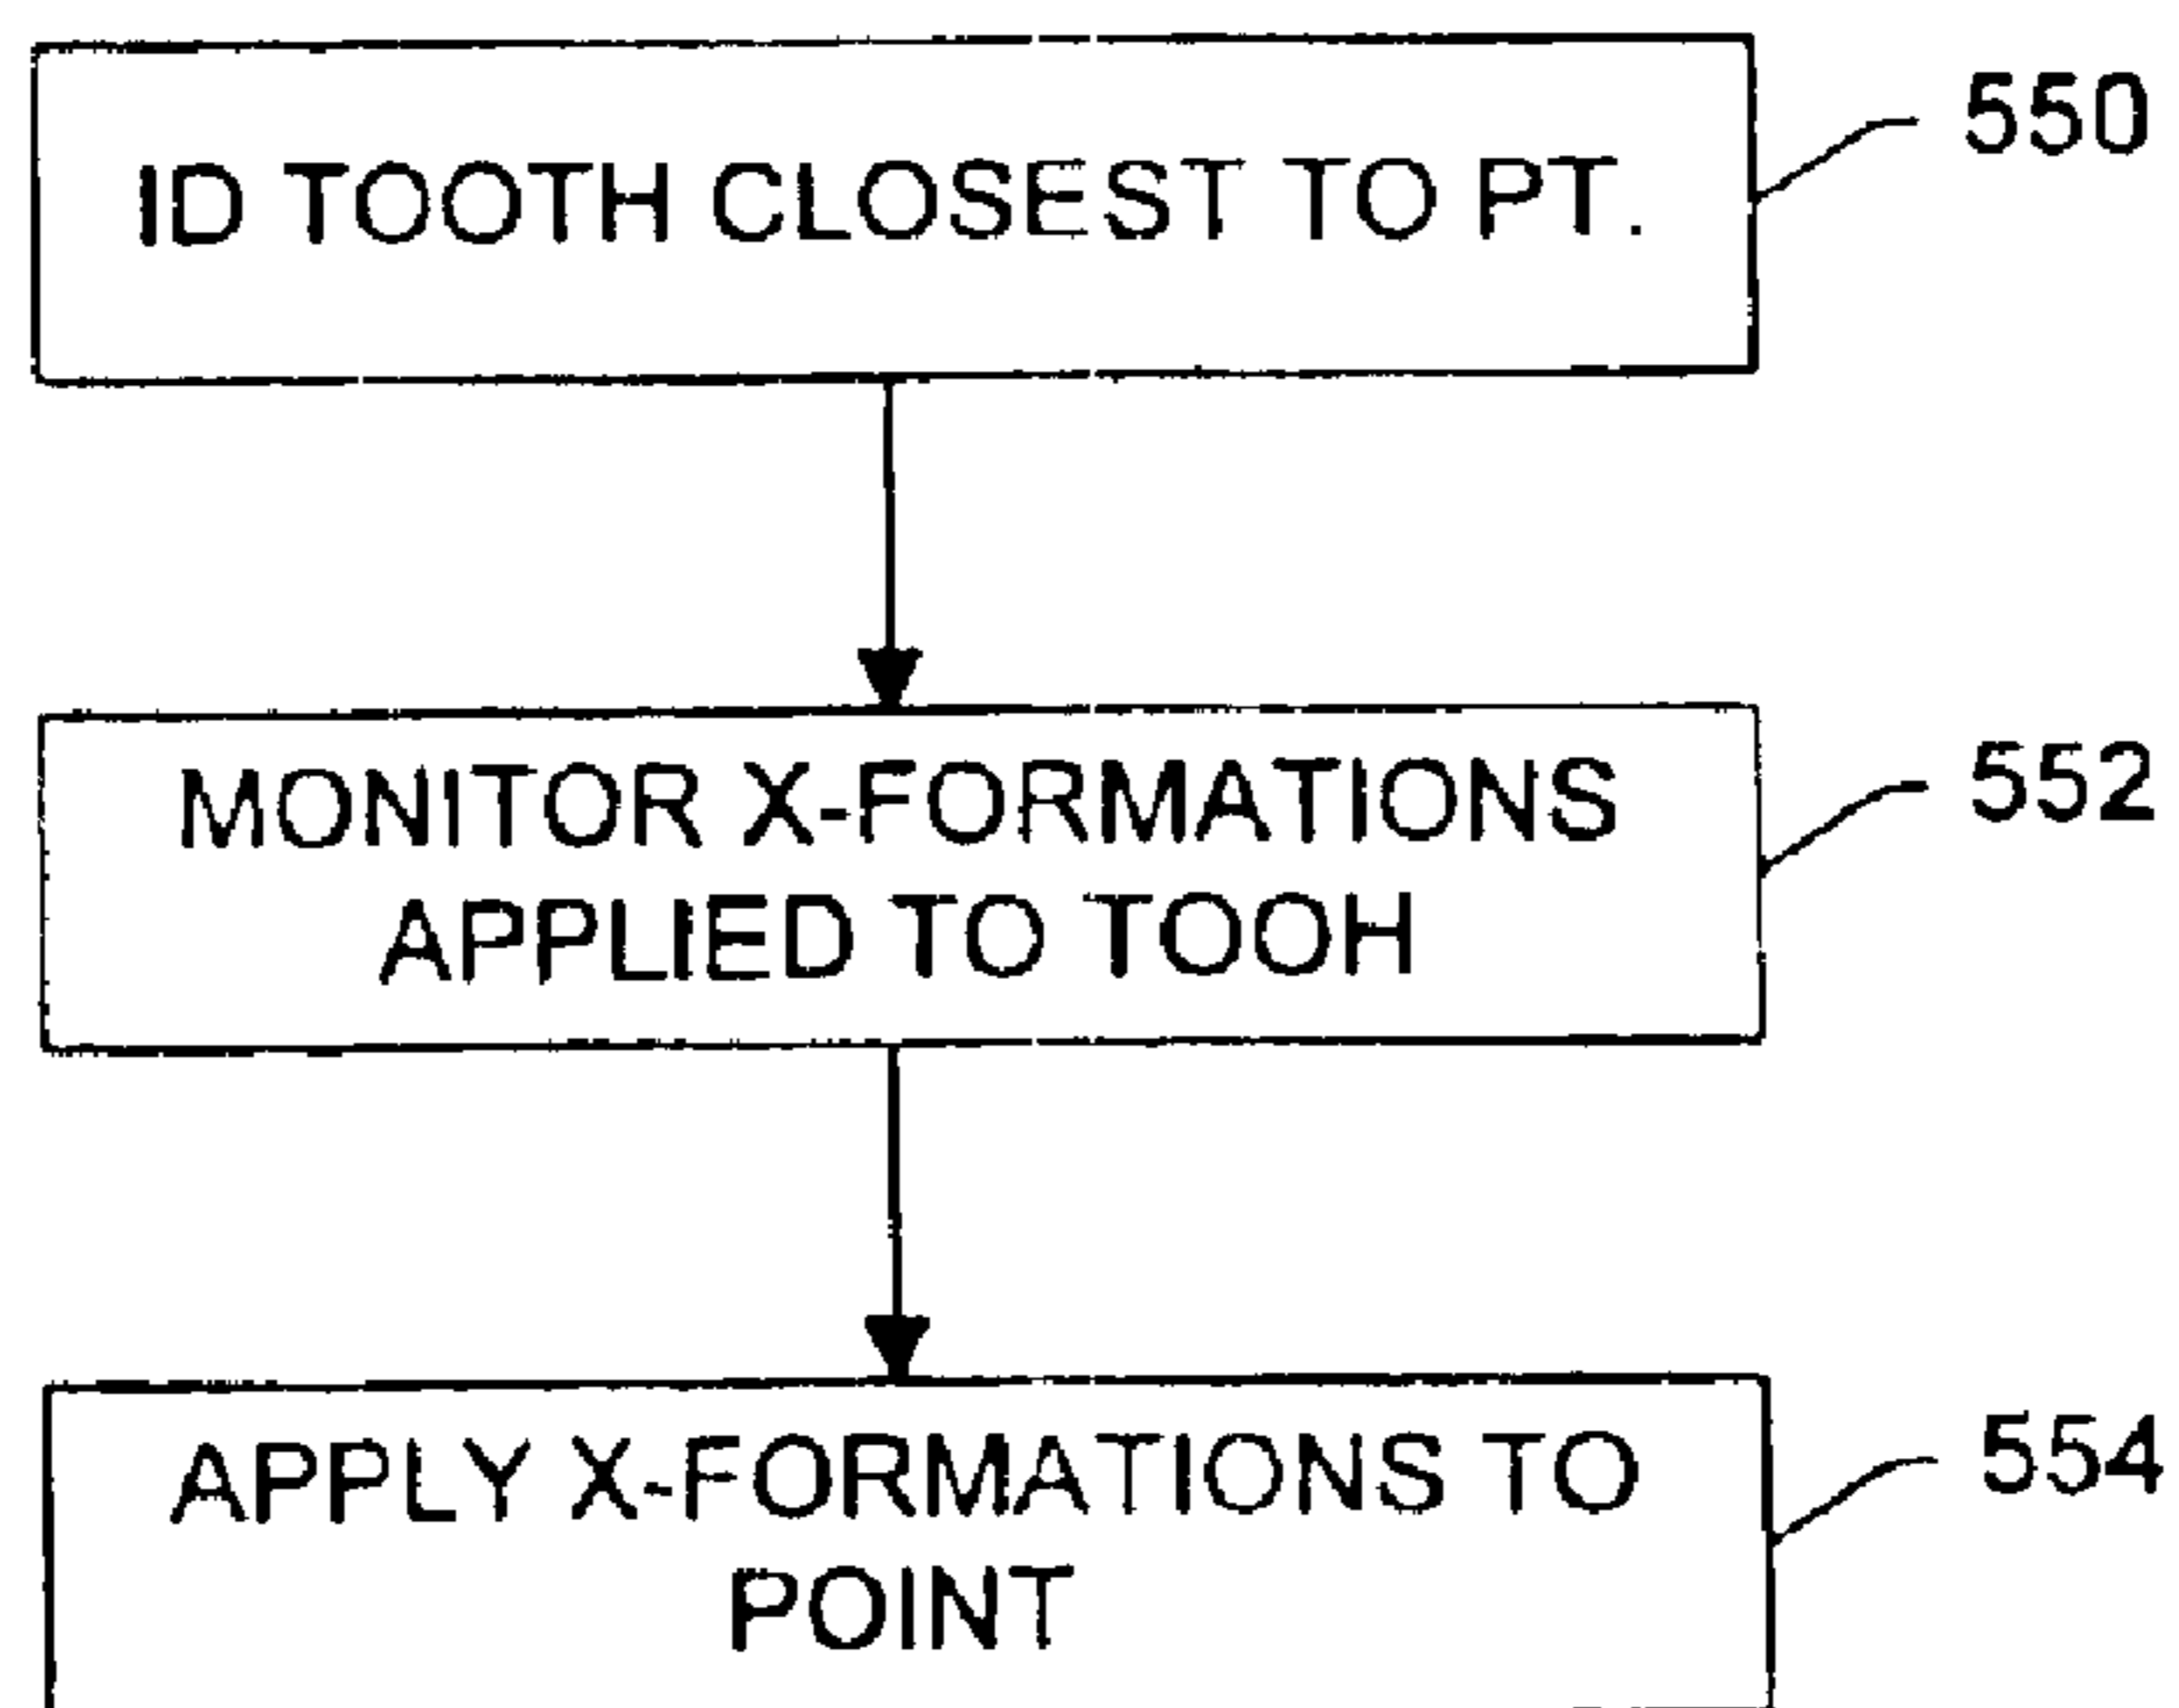 ID TOOTH CLOSEST TO PT.
550
MONITOR X-FORMATIONS
APPLIED TO TOOH
552
APPLY X-FORMATIONS TO
POINT
554